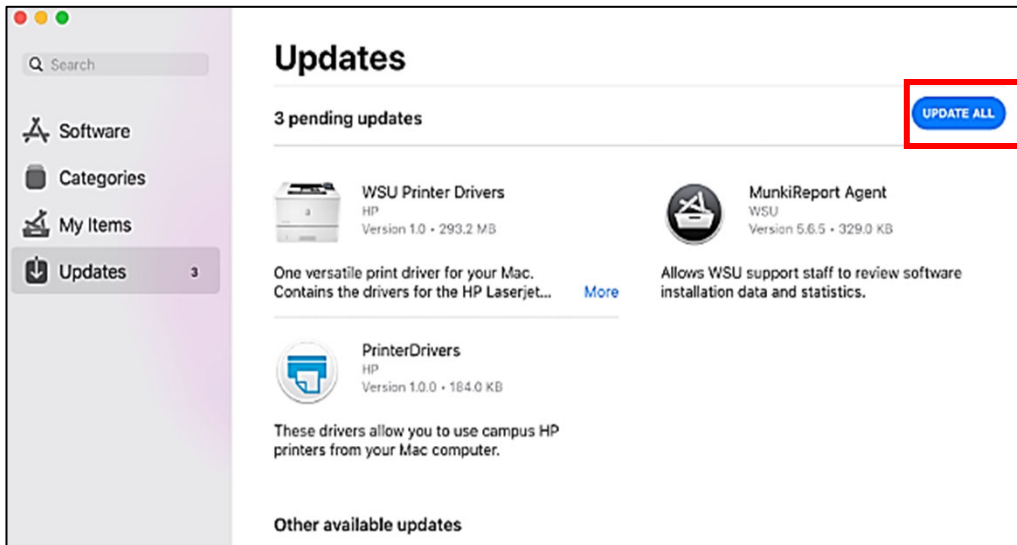 Search
Software
Categories
My Items
Updates 3
Updates
3 pending updates
UPDATE ALL
WSU Printer Drivers
HP
Version 1.0 • 293.2 MB
One versatile print driver for your Mac.
Contains the drivers for the HP Laserjet... More
MunkiReport Agent
WSU
Version 5.6.5 • 329.0 KB
Allows WSU support staff to review software
installation data and statistics.
PrinterDrivers
HP
Version 1.0.0 • 184.0 KB
These drivers allow you to use campus HP
printers from your Mac computer.
Other available updates